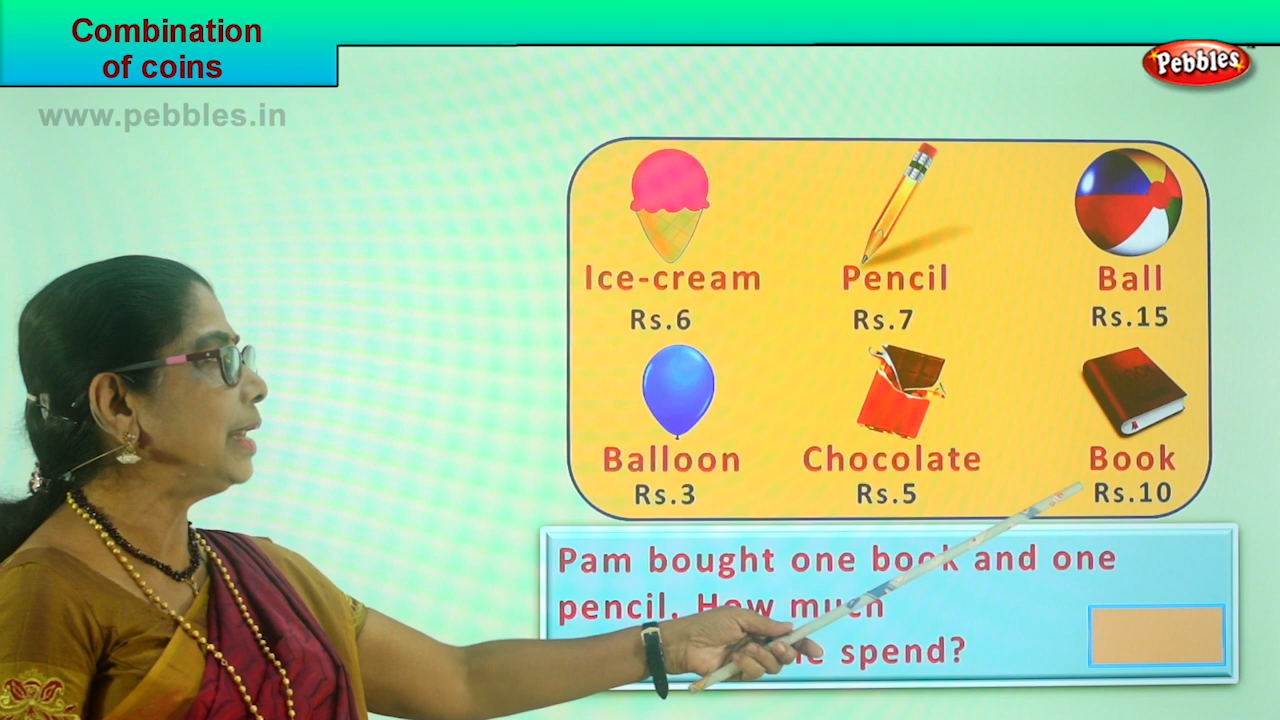 Combination
of coins
Pebbles
www.pebbles.in
Ice-cream
Rs.6
Pencil
Rs.7
Ball
Rs.15
Balloon
Rs.3
Chocolate
Rs.5
Book
Rs.10
Pam bought one book and one
pencil. How much
spend?